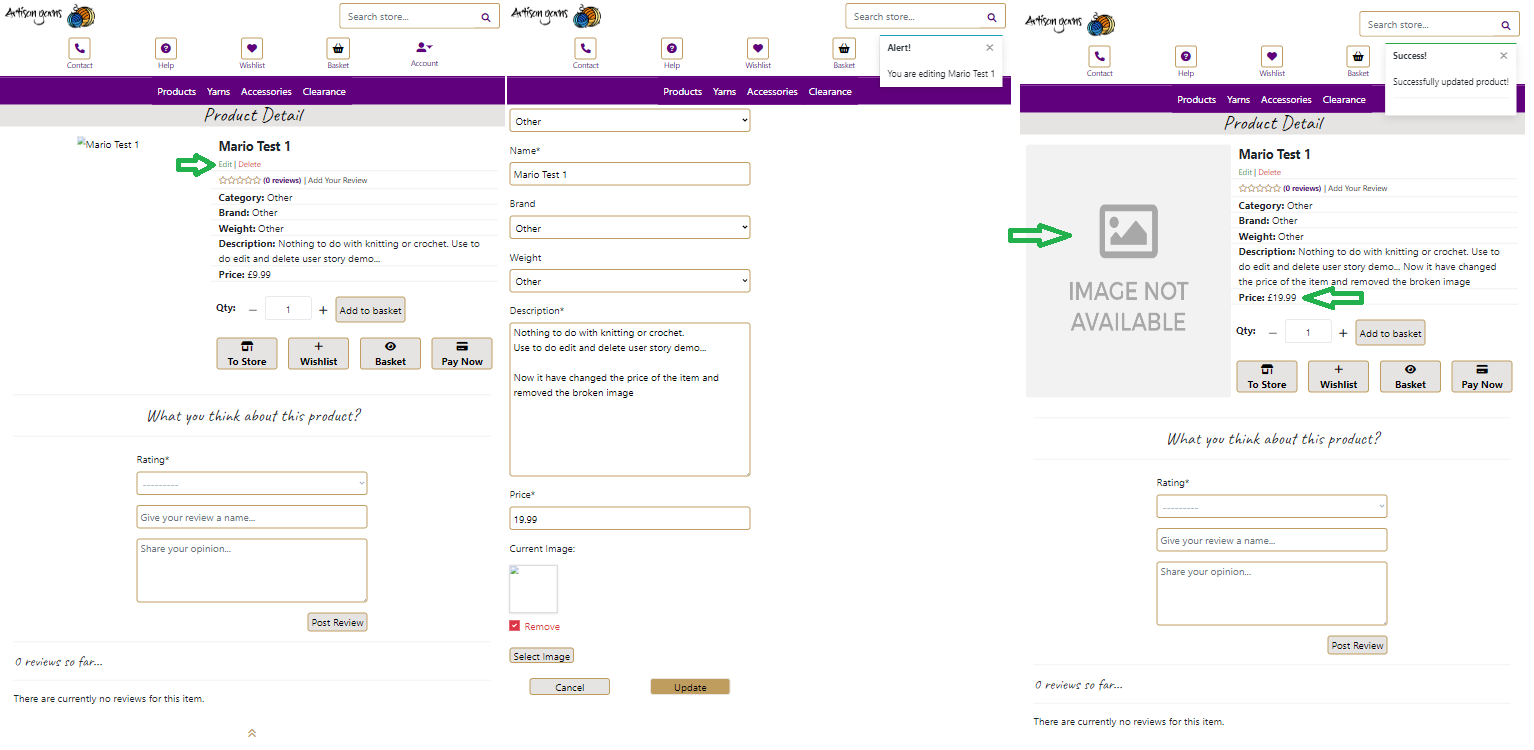 Artisan yarns
Search store...
Contact
Help
Wishlist
Basket
Account
Products Yarns Accessories Clearance
Product Detail
Mario Test 1
Mario Test 1
Edit | Delete
(0 reviews) | Add Your Review
Category: Other
Brand: Other
Weight: Other
Description: Nothing to do with knitting or crochet. Use to
do edit and delete user story demo...
Price: £9.99
Qty: − 1 + Add to basket
To Store
Wishlist
Basket
Pay Now
What you think about this product?
Rating*
---------
Give your review a name...
Share your opinion...
Post Review
0 reviews so far...
There are currently no reviews for this item.
Artisan yarns
Search store...
Contact
Help
Wishlist
Basket
Alert! ×
You are editing Mario Test 1
Products Yarns Accessories Clearance
Other
Name*
Mario Test 1
Brand
Other
Weight
Other
Description*
Nothing to do with knitting or crochet.
Use to do edit and delete user story demo...
Now it have changed the price of the item and
removed the broken image
Price*
19.99
Current Image:
Remove
Select Image
Cancel
Update
Artisan yarns
Search store...
Contact
Help
Wishlist
Basket
Success! ×
Successfully updated product!
Products Yarns Accessories Clearance
Product Detail
IMAGE NOT
AVAILABLE
Mario Test 1
Edit | Delete
(0 reviews) | Add Your Review
Category: Other
Brand: Other
Weight: Other
Description: Nothing to do with knitting or crochet. Use to
do edit and delete user story demo... Now it have changed
the price of the item and removed the broken image
Price: £19.99
Qty: − 1 + Add to basket
To Store
Wishlist
Basket
Pay Now
What you think about this product?
Rating*
---------
Give your review a name...
Share your opinion...
Post Review
0 reviews so far...
There are currently no reviews for this item.